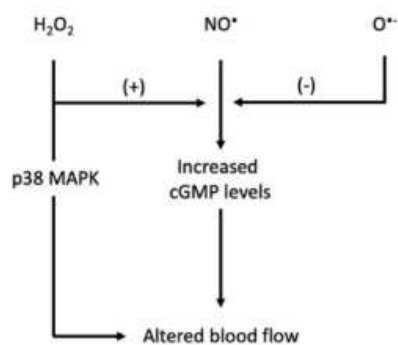 H₂O₂ NO• O•-
(+) (-)
p38 MAPK
Increased
cGMP levels
Altered blood flow